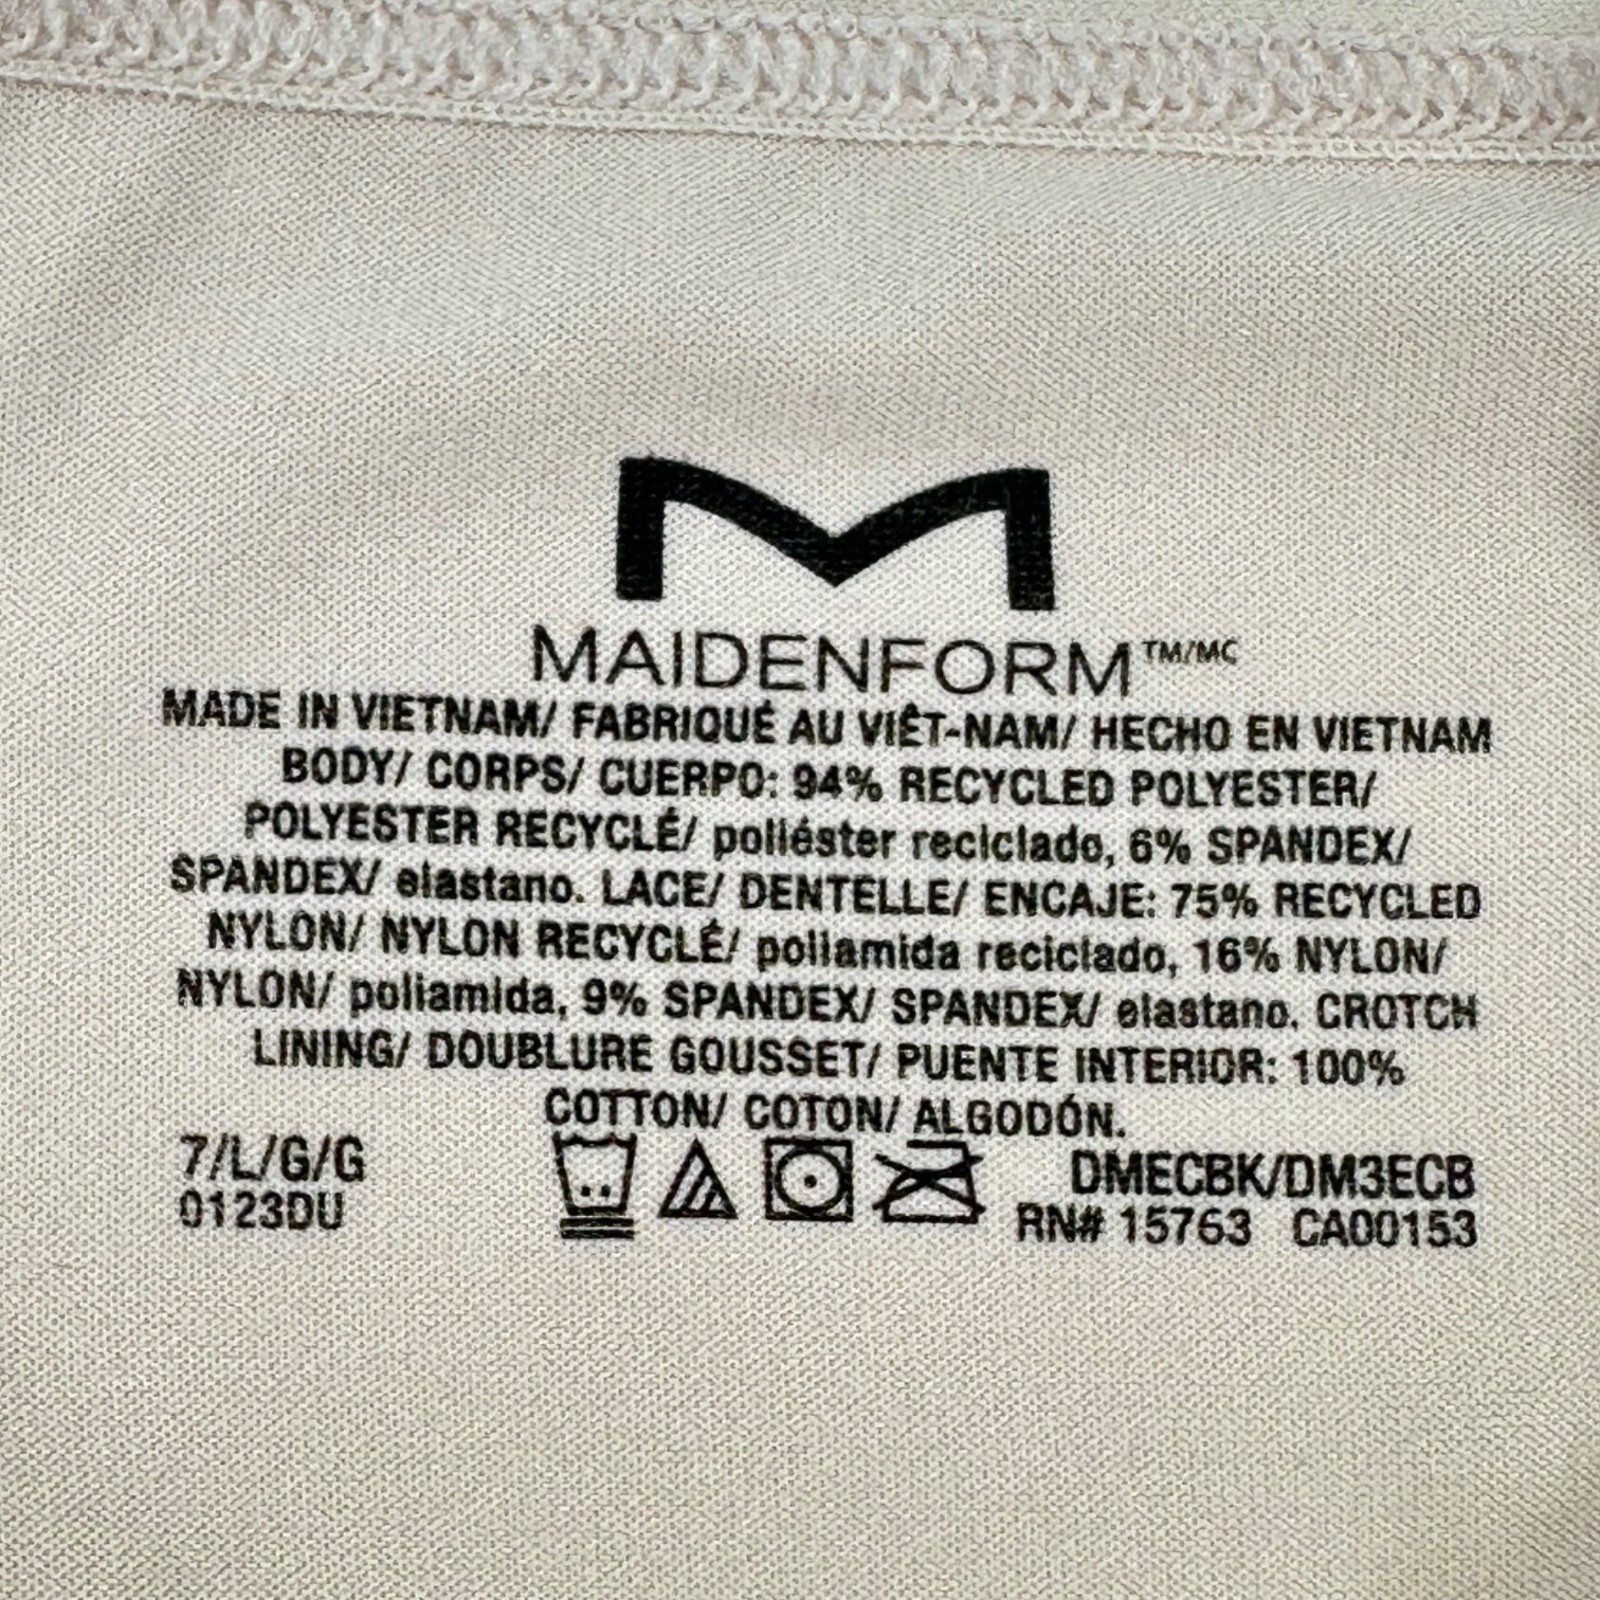 MAIDENFORM™/MC
MADE IN VIETNAM/ FABRIQUÉ AU VIÊT-NAM/ HECHO EN VIETNAM
BODY/ CORPS/ CUERPO: 94% RECYCLED POLYESTER/
POLYESTER RECYCLÉ/ poliéster reciclado, 6% SPANDEX/
SPANDEX/ elastano. LACE/ DENTELLE/ ENCAJE: 75% RECYCLED
NYLON/ NYLON RECYCLÉ/ poliamida reciclado, 16% NYLON/
NYLON/ poliamida, 9% SPANDEX/ SPANDEX/ elastano. CROTCH
LINING/ DOUBLURE GOUSSET/ PUENTE INTERIOR: 100%
COTTON/ COTON/ ALGODÓN.
7/L/G/G
0123DU
DMECBK/DM3ECB
RN# 15763 CA00153